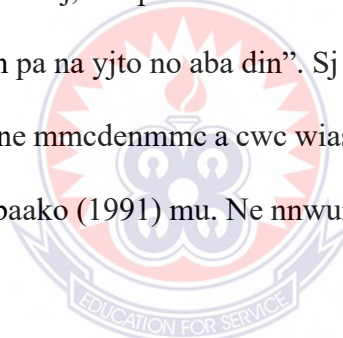 j,
n pa na yjto no aba din”. Sj
ne mmcdenmmc a cwc wias
baako (1991) mu. Ne nnwu
EDUCATION FOR SERVICE